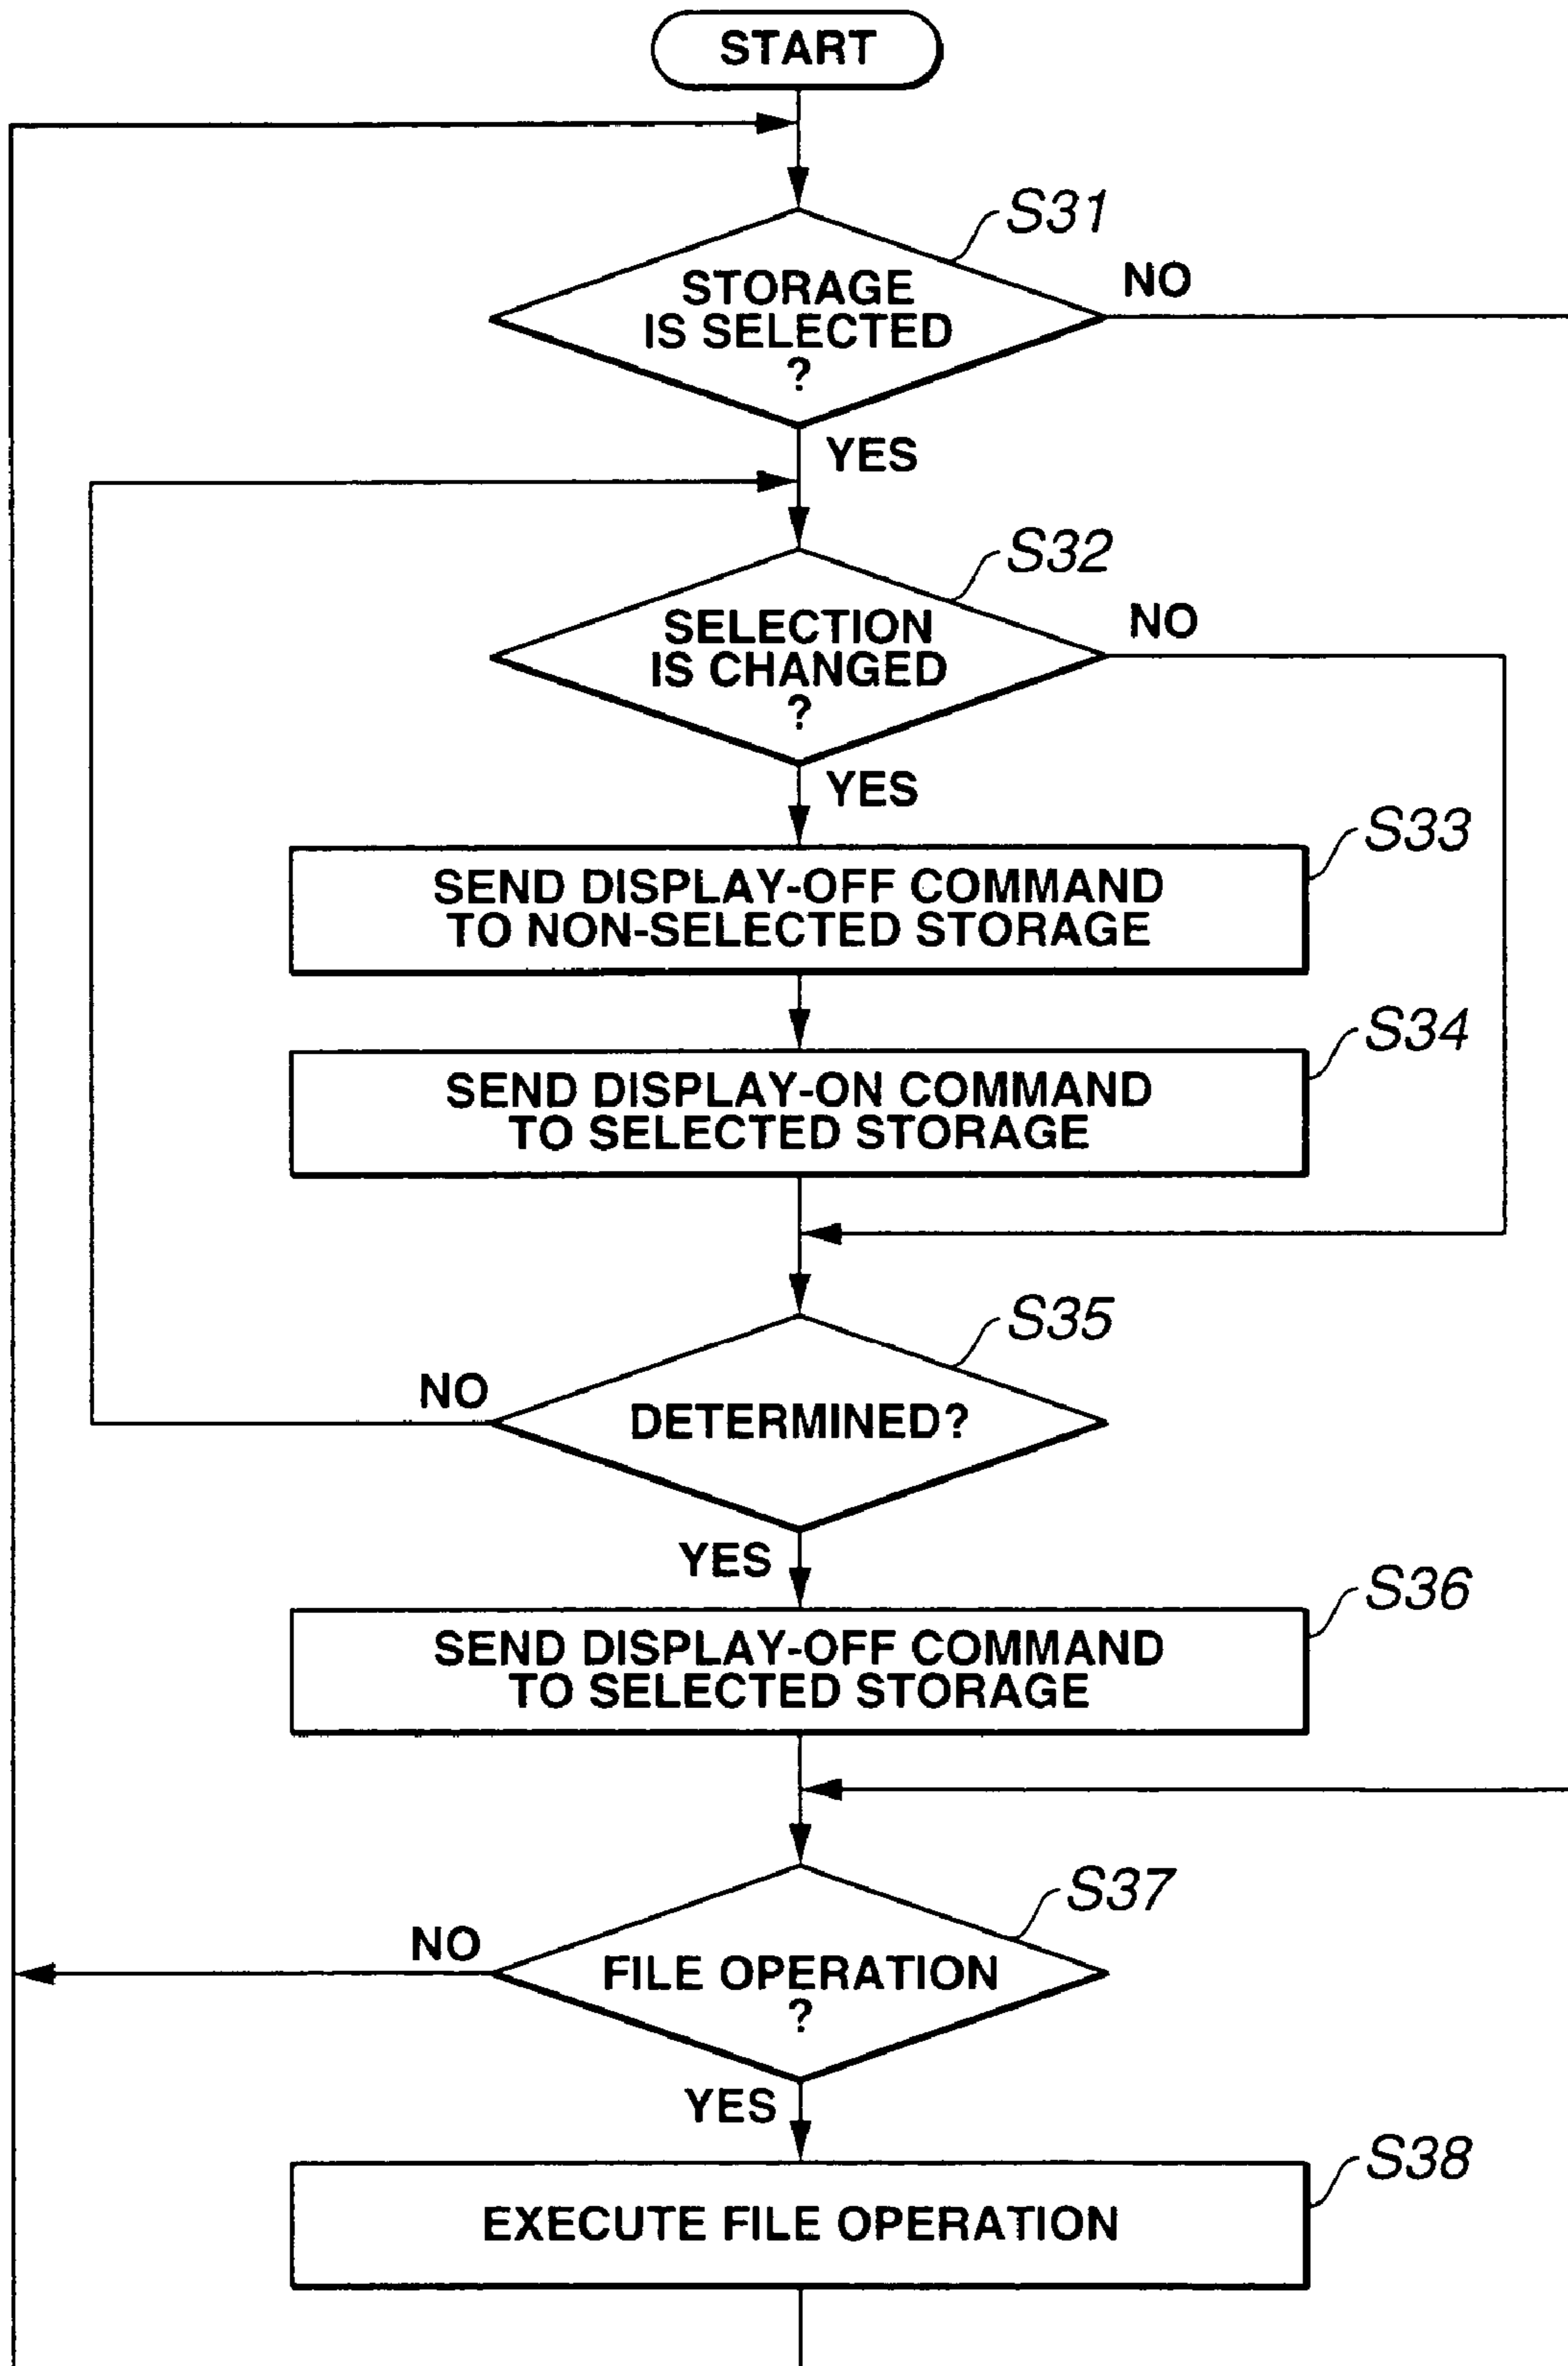 START
S31
NO
STORAGE
IS SELECTED
?
YES
S32
NO
SELECTION
IS CHANGED
?
YES
S33
SEND DISPLAY-OFF COMMAND
TO NON-SELECTED STORAGE
S34
SEND DISPLAY-ON COMMAND
TO SELECTED STORAGE
S35
NO
DETERMINED?
YES
S36
SEND DISPLAY-OFF COMMAND
TO SELECTED STORAGE
S37
NO
FILE OPERATION
?
YES
S38
EXECUTE FILE OPERATION